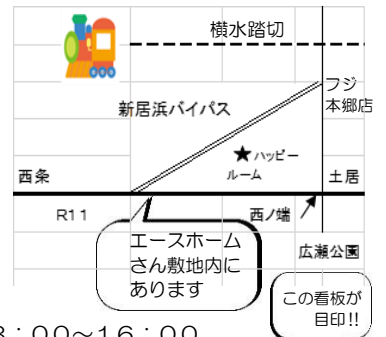 横水踏切
フジ
本郷店
新居浜バイパス
★ハッピー
ルーム
西条
土居
R11
西ノ端
エースホーム
さん敷地内に
あります
広瀬公園
この看板が
目印!!
:00~16:00